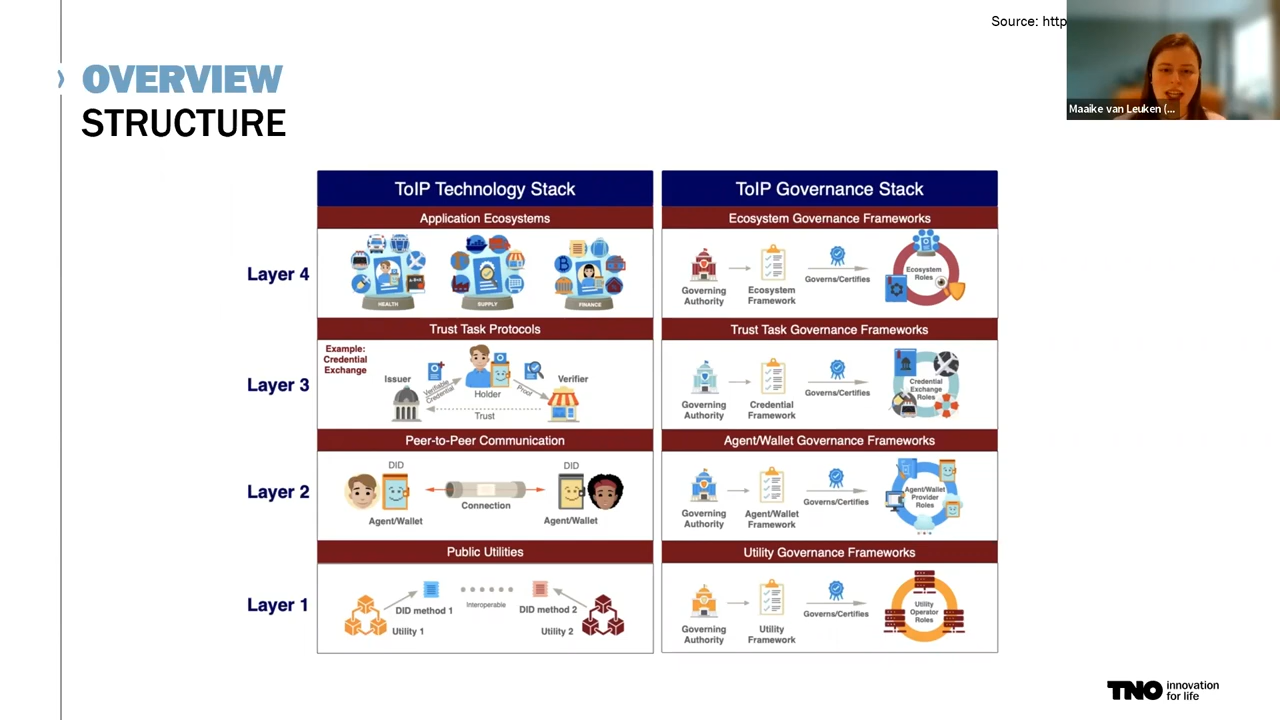 Source: http
Maaike van Leuken (...
OVERVIEW
STRUCTURE
ToIP Technology Stack
ToIP Governance Stack
Application Ecosystems
Ecosystem Governance Frameworks
Layer 4
HEALTH
SUPPLY
FINANCE
Governing
Authority
Ecosystem
Framework
Governs/Certifies
Ecosystem
Roles
Trust Task Protocols
Trust Task Governance Frameworks
Layer 3
Example:
Credential
Exchange
Issuer
Verifiable
Credential
Holder
Proof
Verifier
Trust
Governing
Authority
Credential
Framework
Governs/Certifies
Credential
Exchange
Roles
Peer-to-Peer Communication
Agent/Wallet Governance Frameworks
Layer 2
DID
Agent/Wallet
Connection
DID
Agent/Wallet
Governing
Authority
Agent/Wallet
Framework
Governs/Certifies
Agent/Wallet
Provider
Roles
Public Utilities
Utility Governance Frameworks
Layer 1
DID method 1
Utility 1
Interoperable
DID method 2
Utility 2
Governing
Authority
Utility
Framework
Governs/Certifies
Utility
Operator
Roles
TNO innovation
for life